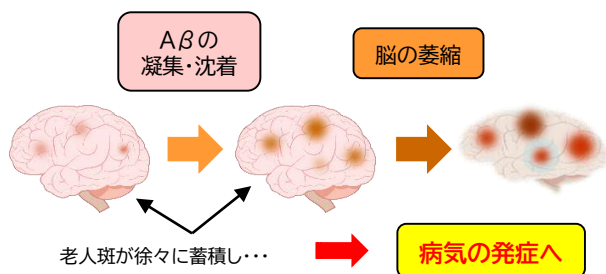 Aβの
凝集・沈着
脳の萎縮
老人斑が徐々に蓄積し・・・
病気の発症へ